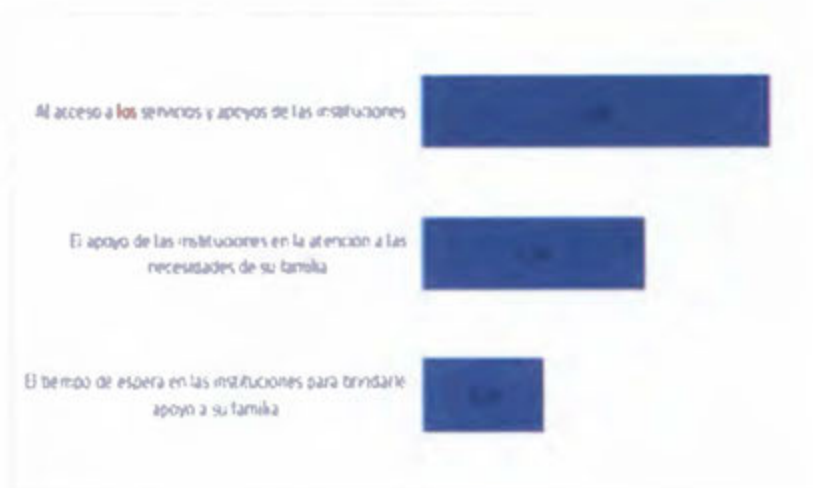 Al acceso a los servicios y apoyos de las instituciones
El apoyo de las instituciones en la atención a las
necesidades de su familia
El tiempo de espera en las instituciones para brindarle
apoyo a su familia